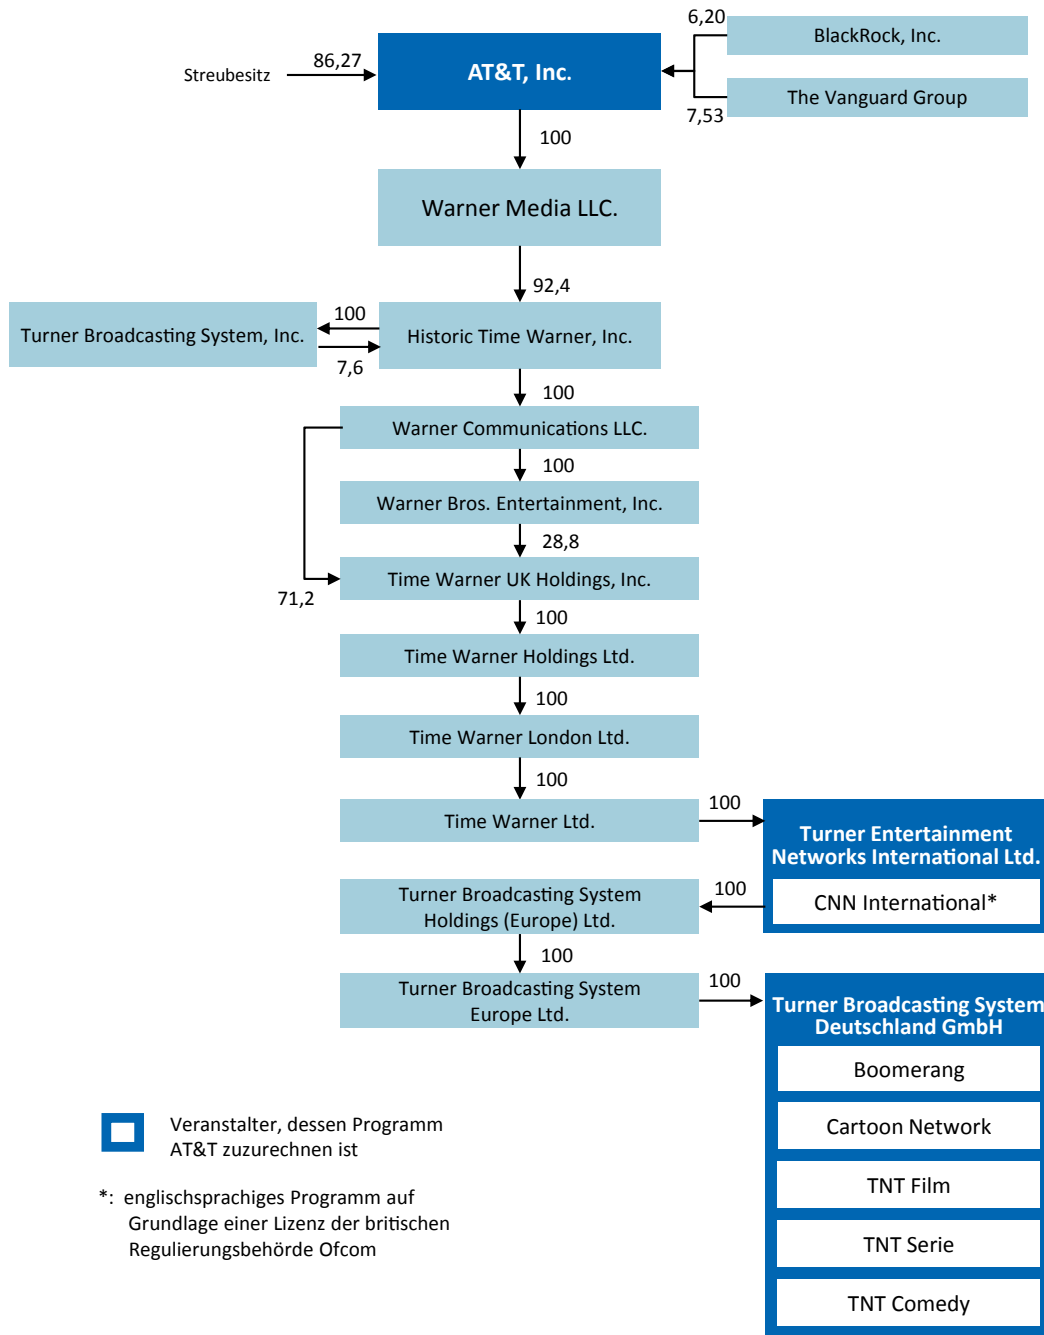 6,20
BlackRock, Inc.
86,27
Streubesitz
AT&T, Inc.
The Vanguard Group
7,53
100
Warner Media LLC.
92,4
Turner Broadcasting System, Inc.
100
7,6
Historic Time Warner, Inc.
100
Warner Communications LLC.
100
Warner Bros. Entertainment, Inc.
28,8
71,2
Time Warner UK Holdings, Inc.
100
Time Warner Holdings Ltd.
100
Time Warner London Ltd.
100
Time Warner Ltd.
100
Turner Entertainment
Networks International Ltd.
CNN International*
100
Turner Broadcasting System
Holdings (Europe) Ltd.
100
Turner Broadcasting System
Europe Ltd.
100
Turner Broadcasting System
Deutschland GmbH
Boomerang
Cartoon Network
TNT Film
TNT Serie
TNT Comedy
Veranstalter, dessen Programm
AT&T zuzurechnen ist
*: englischsprachiges Programm auf
Grundlage einer Lizenz der britischen
Regulierungsbehörde Ofcom